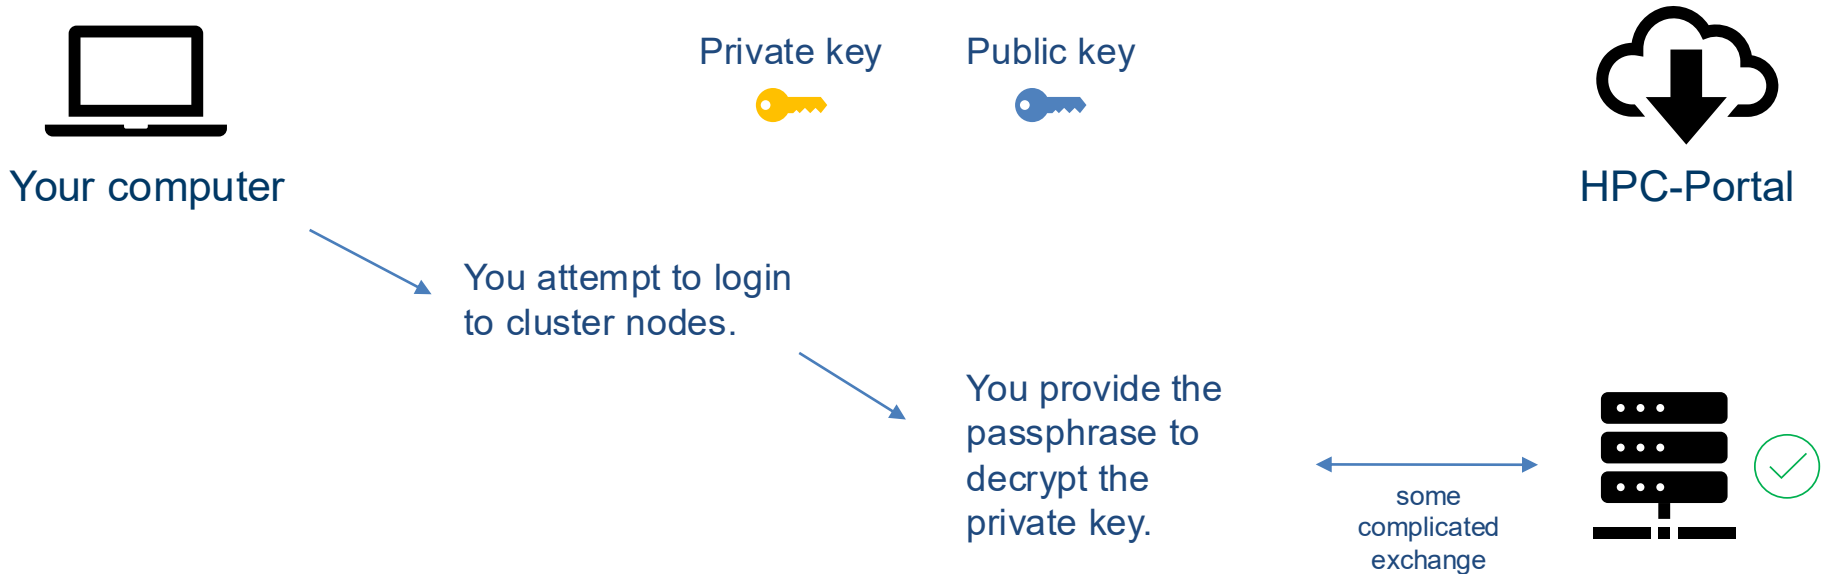 Private key
Public key
Your computer
HPC-Portal
You attempt to login
to cluster nodes.
You provide the
passphrase to
decrypt the
private key.
some
complicated
exchange